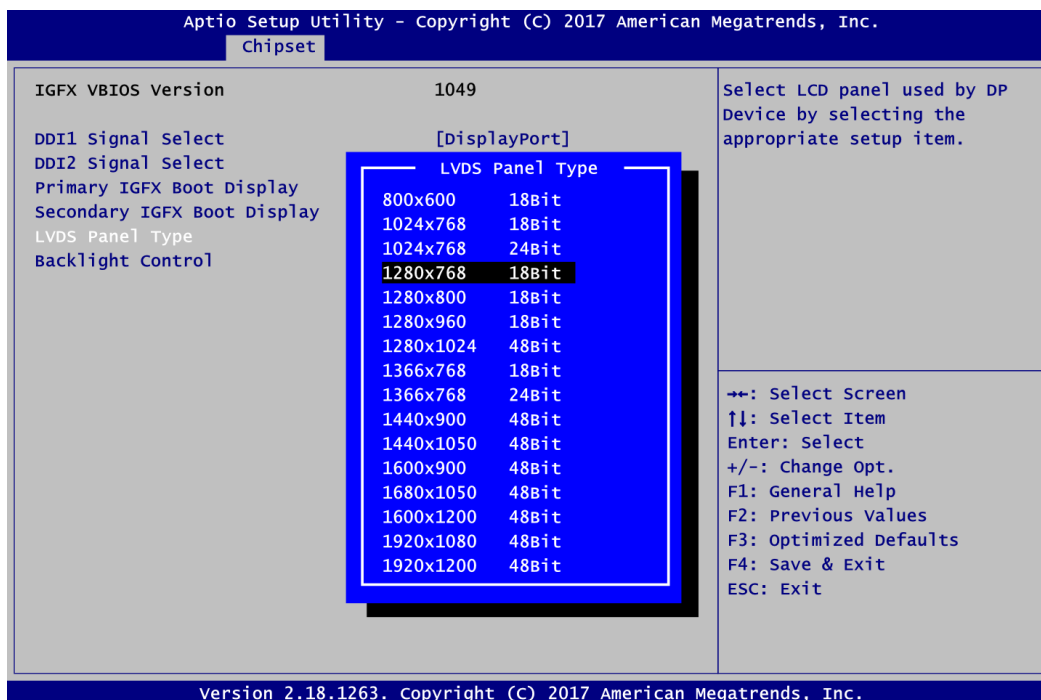 Aptio Setup Utility - Copyright (C) 2017 American Megatrends, Inc.
Chipset
IGFX VBIOS Version 1049
DDI1 Signal Select [DisplayPort]
DDI2 Signal Select
Primary IGFX Boot Display
Secondary IGFX Boot Display
LVDS Panel Type
Backlight Control
LVDS Panel Type
800x600 18Bit
1024x768 18Bit
1024x768 24Bit
1280x768 18Bit
1280x800 18Bit
1280x960 18Bit
1280x1024 48Bit
1366x768 18Bit
1366x768 24Bit
1440x900 48Bit
1440x1050 48Bit
1600x900 48Bit
1680x1050 48Bit
1600x1200 48Bit
1920x1080 48Bit
1920x1200 48Bit
Select LCD panel used by DP
Device by selecting the
appropriate setup item.
→←: Select Screen
↑↓: Select Item
Enter: Select
+/-: Change Opt.
F1: General Help
F2: Previous Values
F3: Optimized Defaults
F4: Save & Exit
ESC: Exit
Version 2.18.1263. Copyright (C) 2017 American Megatrends, Inc.